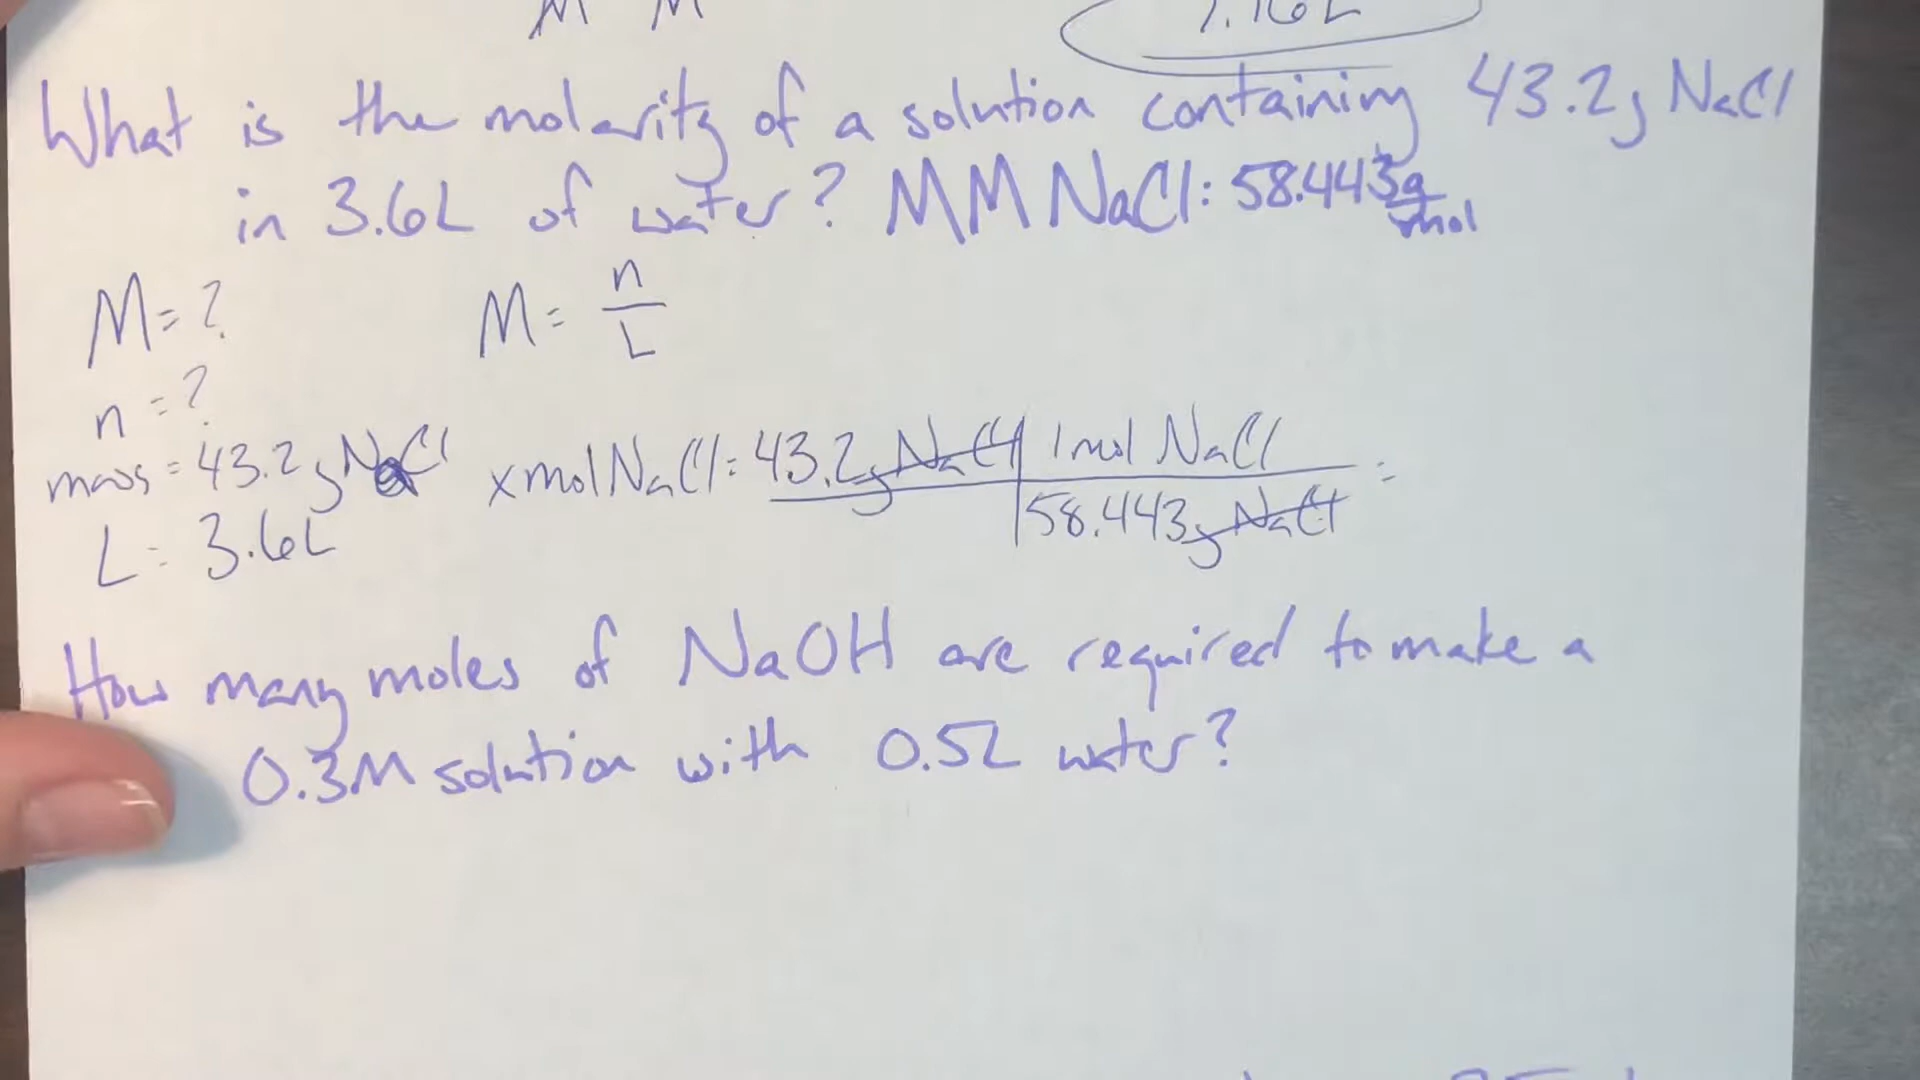 What is the molarity of a solution containing 43.2g NaCl
in 3.6L of water? MM NaCl: 58.443g/mol
M = ?
M = n/L
n = ?
mass = 43.2g NaCl
x mol NaCl: 43.2g NaCl | 1 mol NaCl =
58.443g NaCl
L = 3.6L
How many moles of NaOH are required to make a
0.3M solution with 0.5L water?